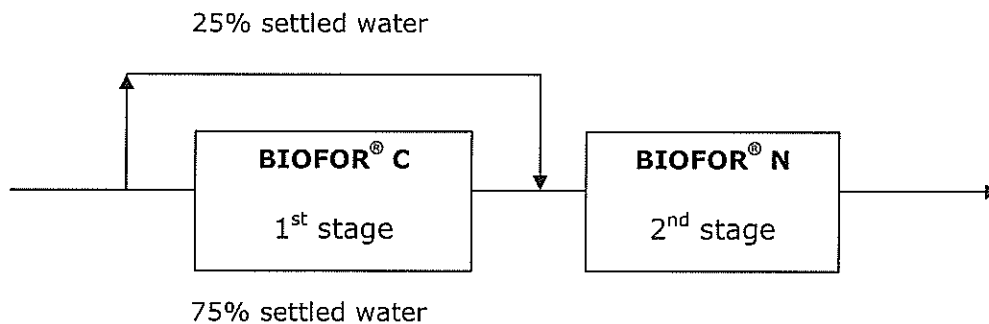 25% settled water
BIOFOR® C
1st stage
BIOFOR® N
2nd stage
75% settled water